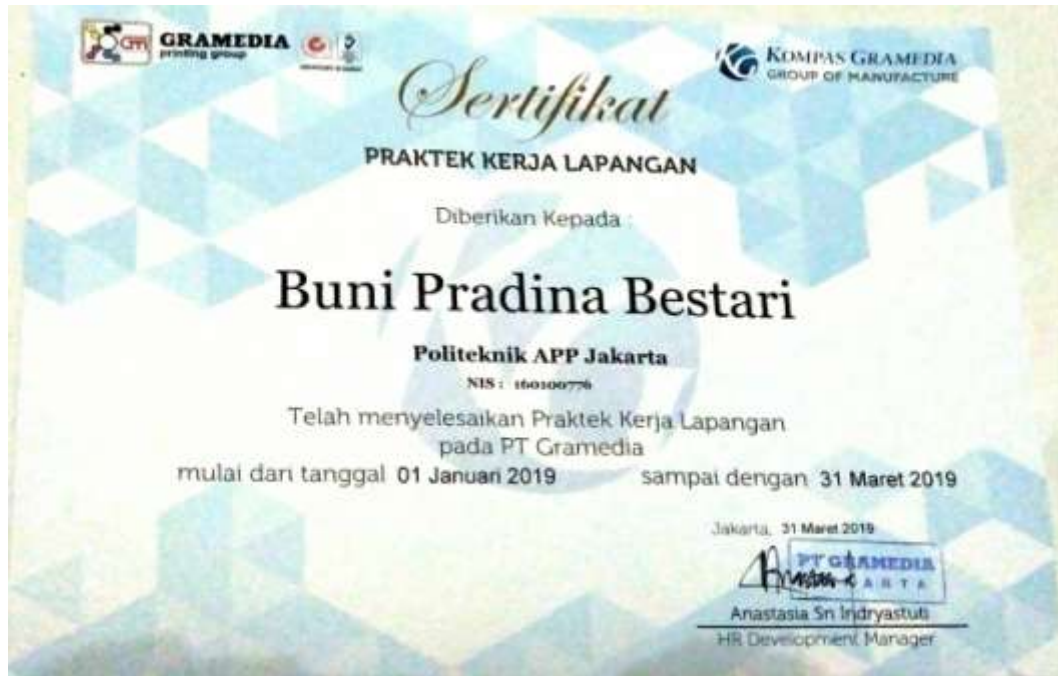 GRAMEDIA
printing group
KOMPAS GRAMEDIA
GROUP OF MANUFACTURE
Sertifikat
PRAKTEK KERJA LAPANGAN
Diberikan Kepada :
Buni Pradina Bestari
Politeknik APP Jakarta
NIS : 160100776
Telah menyelesaikan Praktek Kerja Lapangan
pada PT Gramedia
mulai dari tanggal 01 Januari 2019 sampai dengan 31 Maret 2019
Jakarta, 31 Maret 2019
PT GRAMEDIA
Anastasia Sri Indryastuti
HR Development Manager